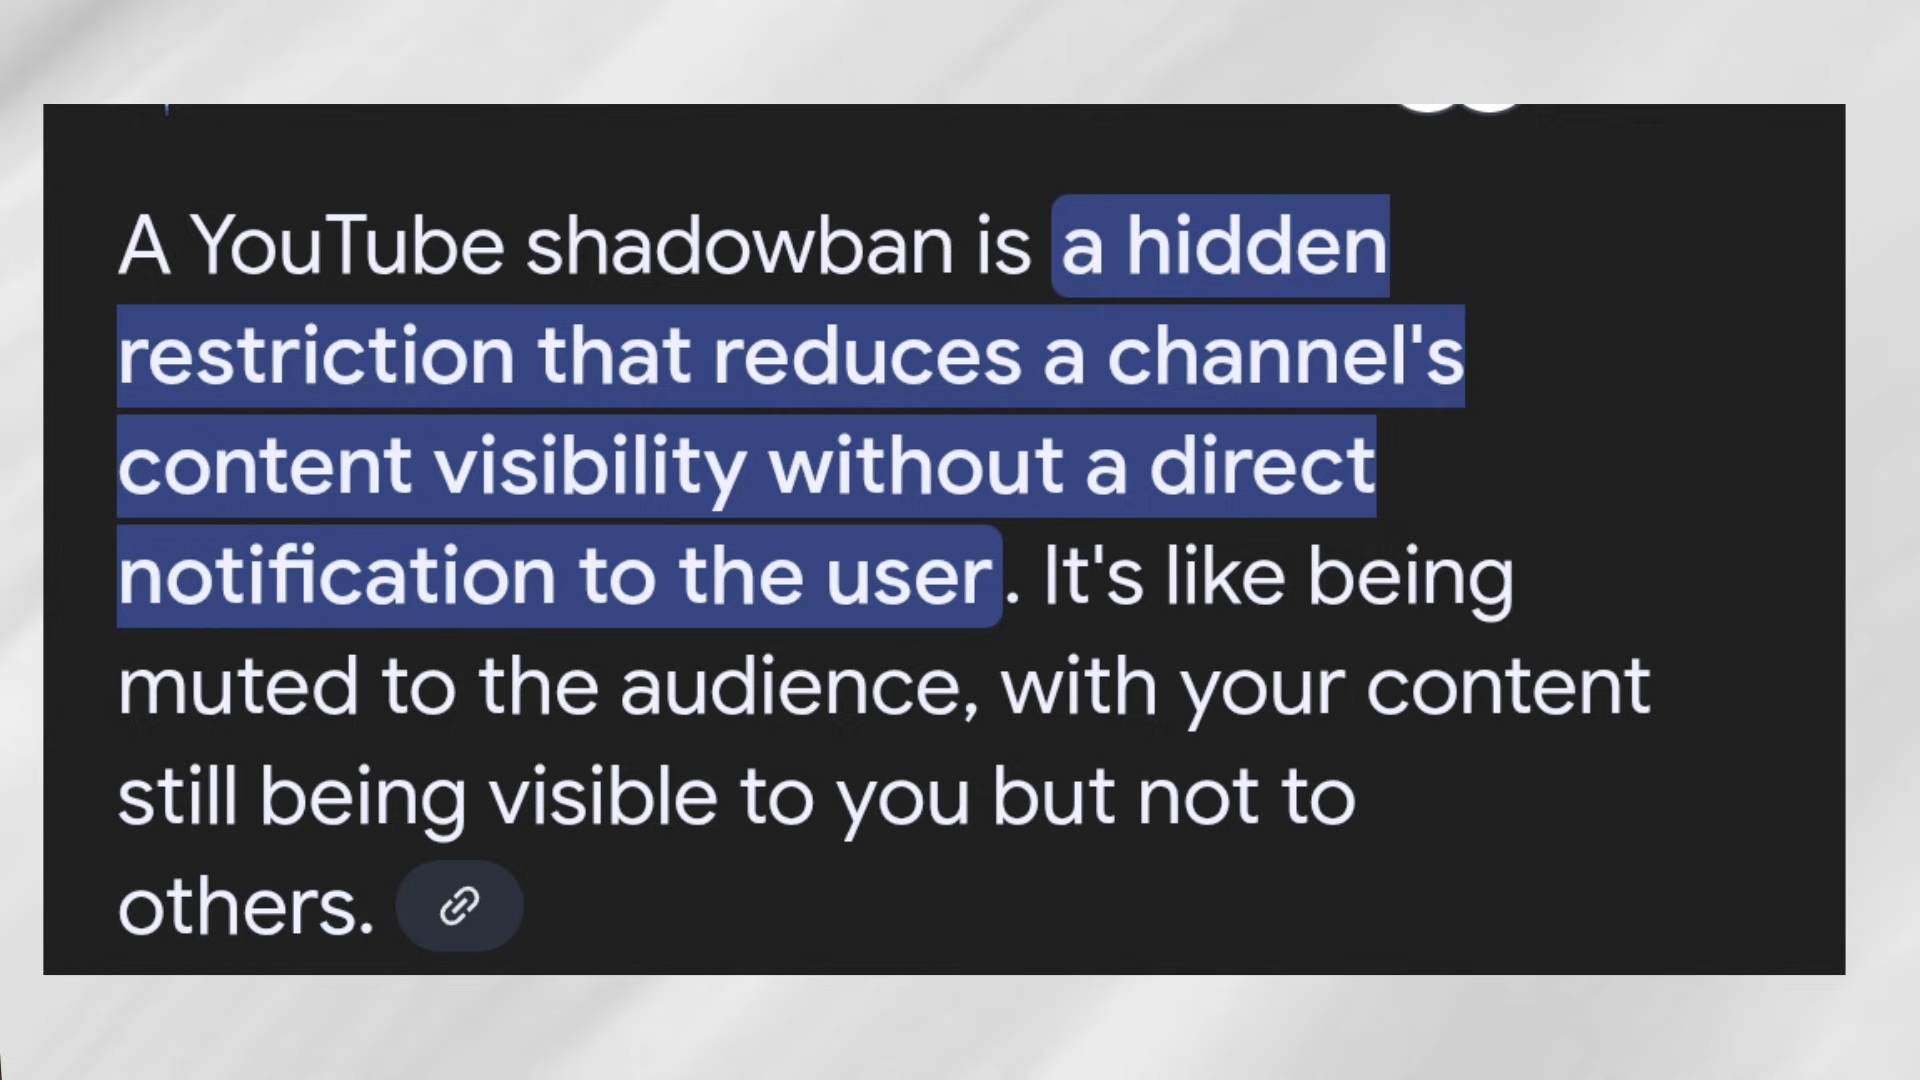 A YouTube shadowban is a hidden
restriction that reduces a channel's
content visibility without a direct
notification to the user. It's like being
muted to the audience, with your content
still being visible to you but not to
others.